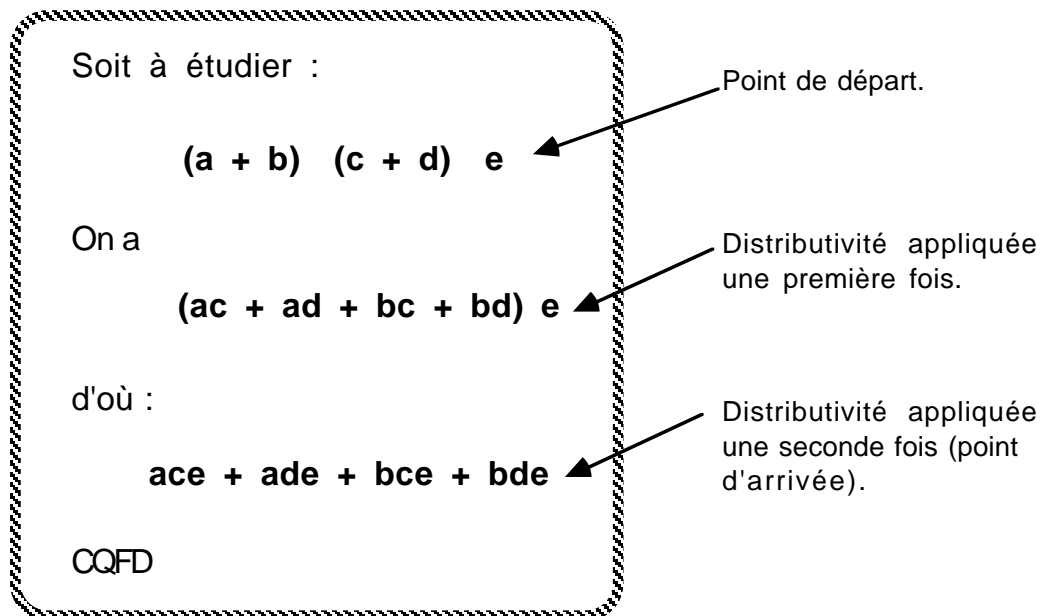 Soit à étudier :
Point de départ.
(a + b) (c + d) e
On a
Distributivité appliquée
une première fois.
(ac + ad + bc + bd) e
d'où :
Distributivité appliquée
une seconde fois (point
d'arrivée).
ace + ade + bce + bde
CQFD